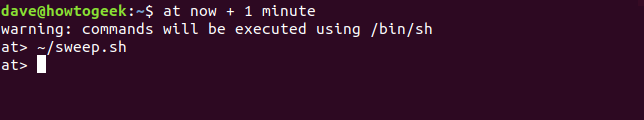 dave@howtogeek:~$ at now + 1 minute
warning: commands will be executed using /bin/sh
at> ~/sweep.sh
at>